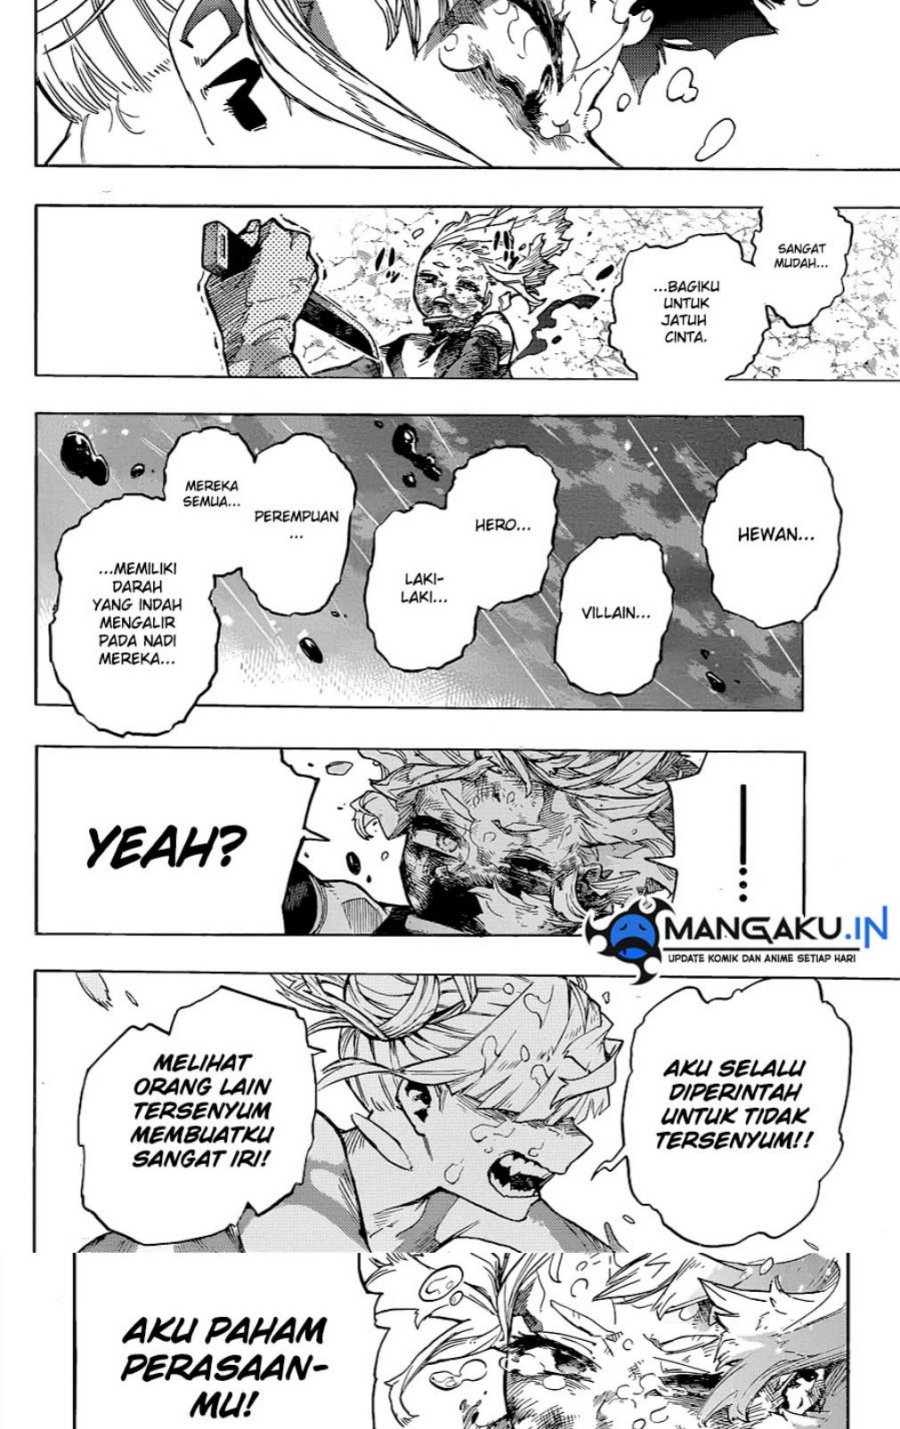 SANGAT
MUDAH...
...BAGIKU
UNTUK
JATUH
CINTA.
HEWAN...
VILLAIN...
HERO...
LAKI-
LAKI...
PEREMPUAN
...
MEREKA
SEMUA...
...MEMILIKI
DARAH
YANG INDAH
MENGALIR
PADA NADI
MEREKA...
YEAH?
MANGAKU.IN
UPDATE KOMIK DAN ANIME SETIAP HARI
AKU SELALU
DIPERINTAH
UNTUK TIDAK
TERSENYUM!!
MELIHAT
ORANG LAIN
TERSENYUM
MEMBUATKU
SANGAT IRI!
AKU PAHAM
PERASAAN-
MU!